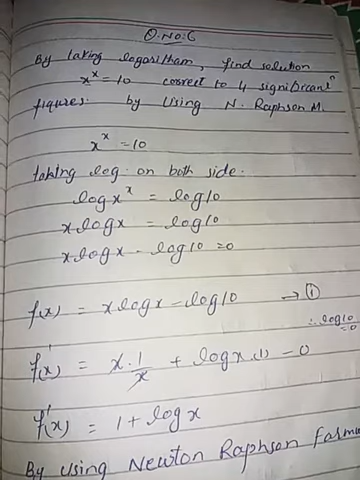 Q.NO:6
By taking logaritham, find solution
x^x = 10 correct to 4 significant
figures. by using N. Raphson M.
x^x = 10
taking log on both side.
log x^x = log 10
x log x = log 10
x log x - log 10 = 0
f(x) = x log x - log 10 → ①
∴ log 10 = 0
f'(x) = x · 1/x + log x (1) - 0
f'(x) = 1 + log x
By using Newton Raphson Formu